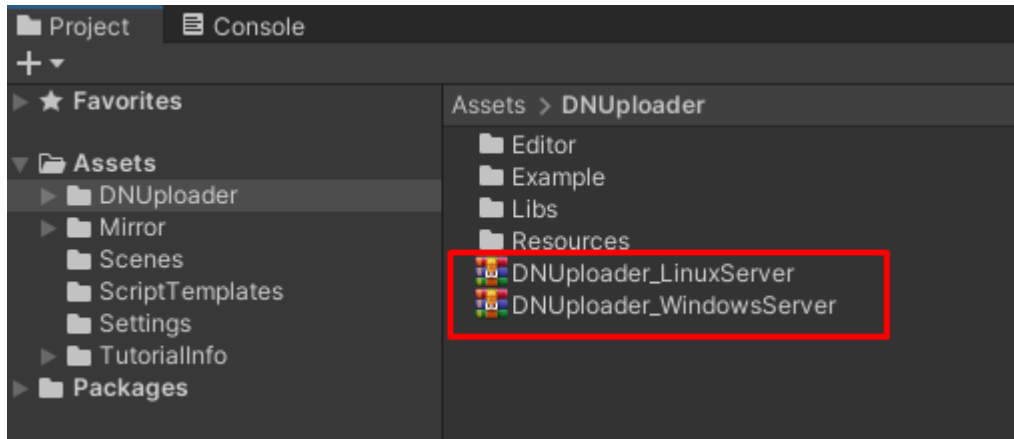 Project Console
Favorites
Assets
DNUploader
Mirror
Scenes
ScriptTemplates
Settings
TutorialInfo
Packages
Assets > DNUploader
Editor
Example
Libs
Resources
DNUploader_LinuxServer
DNUploader_WindowsServer